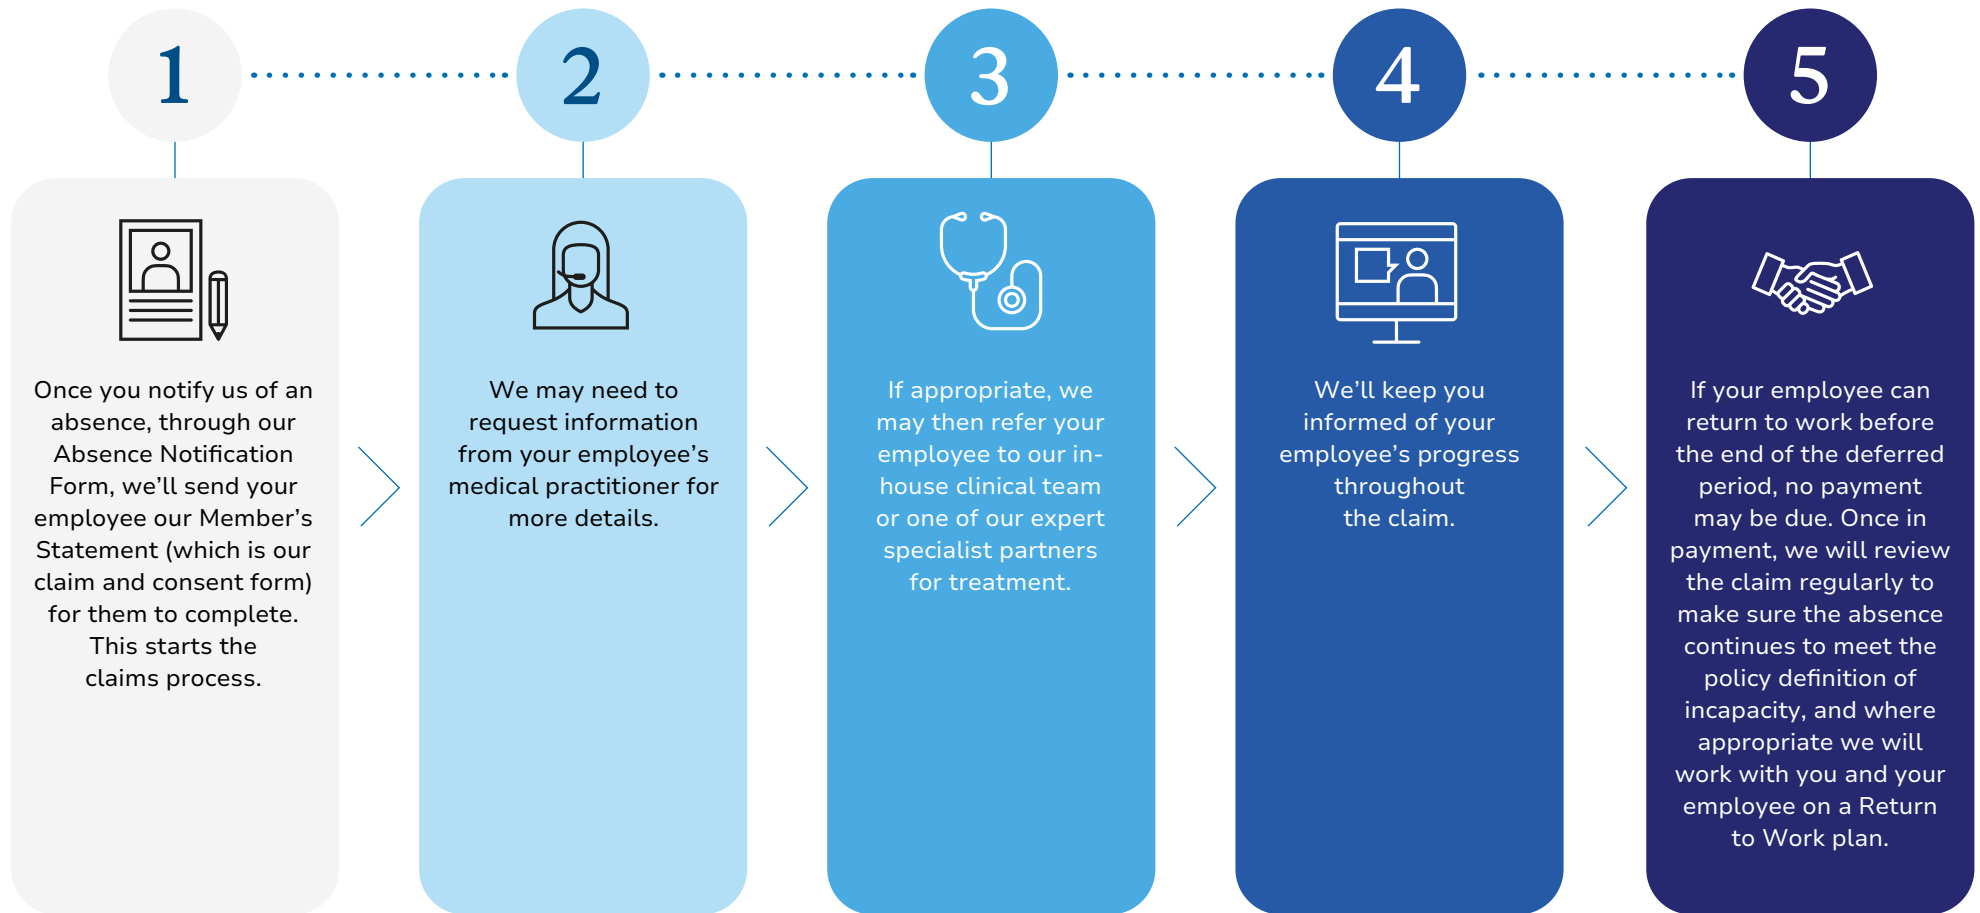 1
2
3
4
5
Once you notify us of an
absence, through our
Absence Notification
Form, we’ll send your
employee our Member’s
Statement (which is our
claim and consent form)
for them to complete.
This starts the
claims process.
We may need to
request information
from your employee’s
medical practitioner for
more details.
If appropriate, we
may then refer your
employee to our in-
house clinical team
or one of our expert
specialist partners
for treatment.
We’ll keep you
informed of your
employee’s progress
throughout
the claim.
If your employee can
return to work before
the end of the deferred
period, no payment
may be due. Once in
payment, we will review
the claim regularly to
make sure the absence
continues to meet the
policy definition of
incapacity, and where
appropriate we will
work with you and your
employee on a Return
to Work plan.